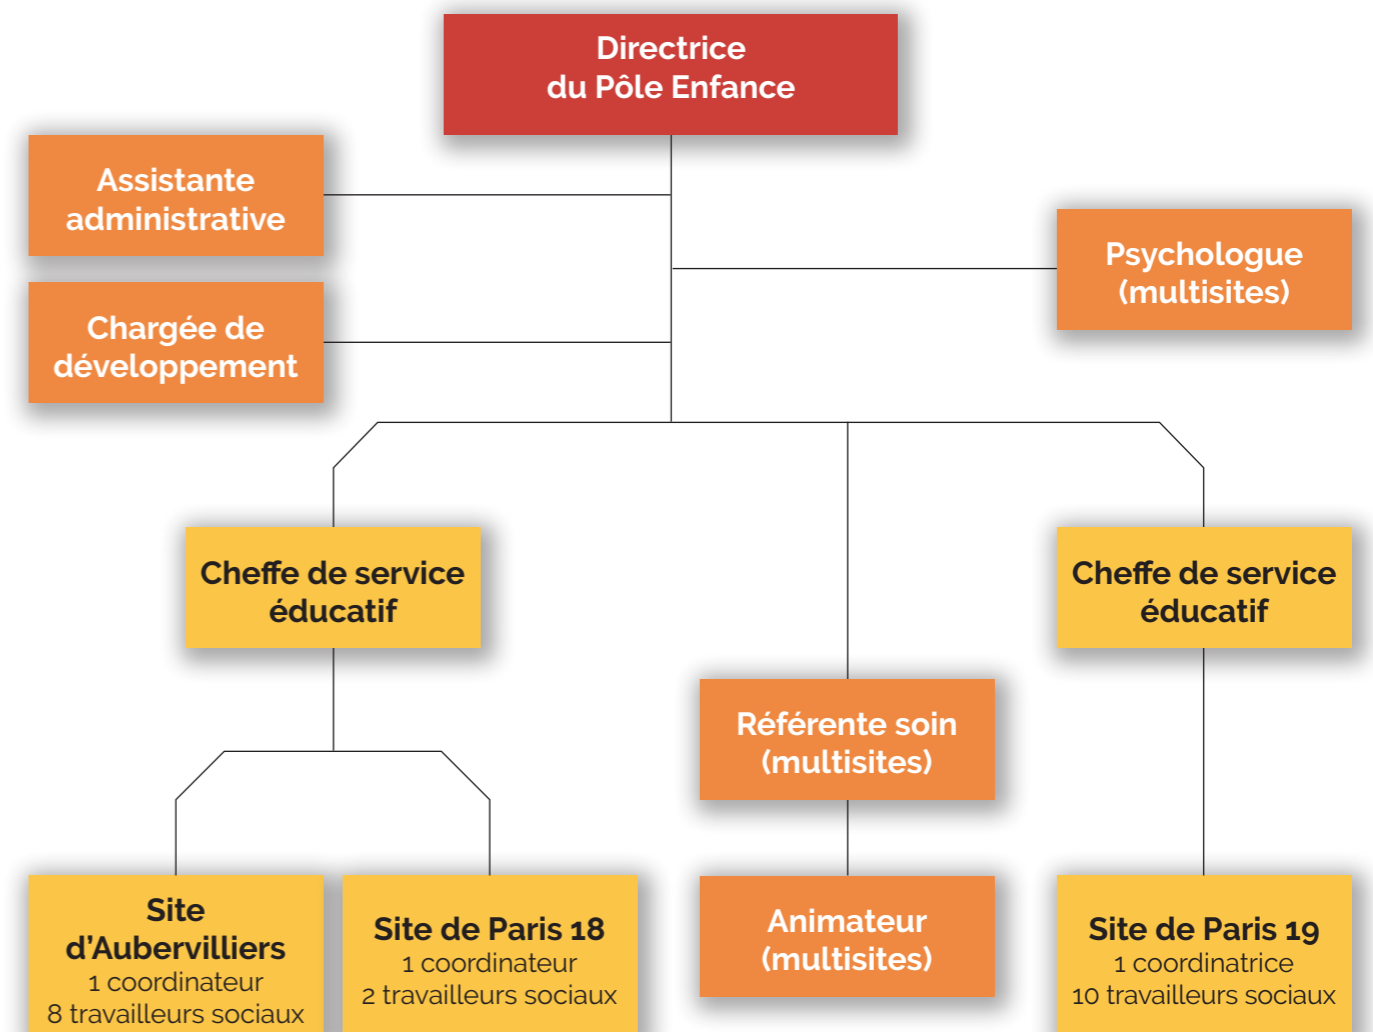 Directrice
du Pôle Enfance
Assistante
administrative
Psychologue
(multisites)
Chargée de
développement
Cheffe de service
éducatif
Cheffe de service
éducatif
Référente soin
(multisites)
Site
d’Aubervilliers
1 coordinateur
8 travailleurs sociaux
Site de Paris 18
1 coordinateur
2 travailleurs sociaux
Animateur
(multisites)
Site de Paris 19
1 coordinatrice
10 travailleurs sociaux